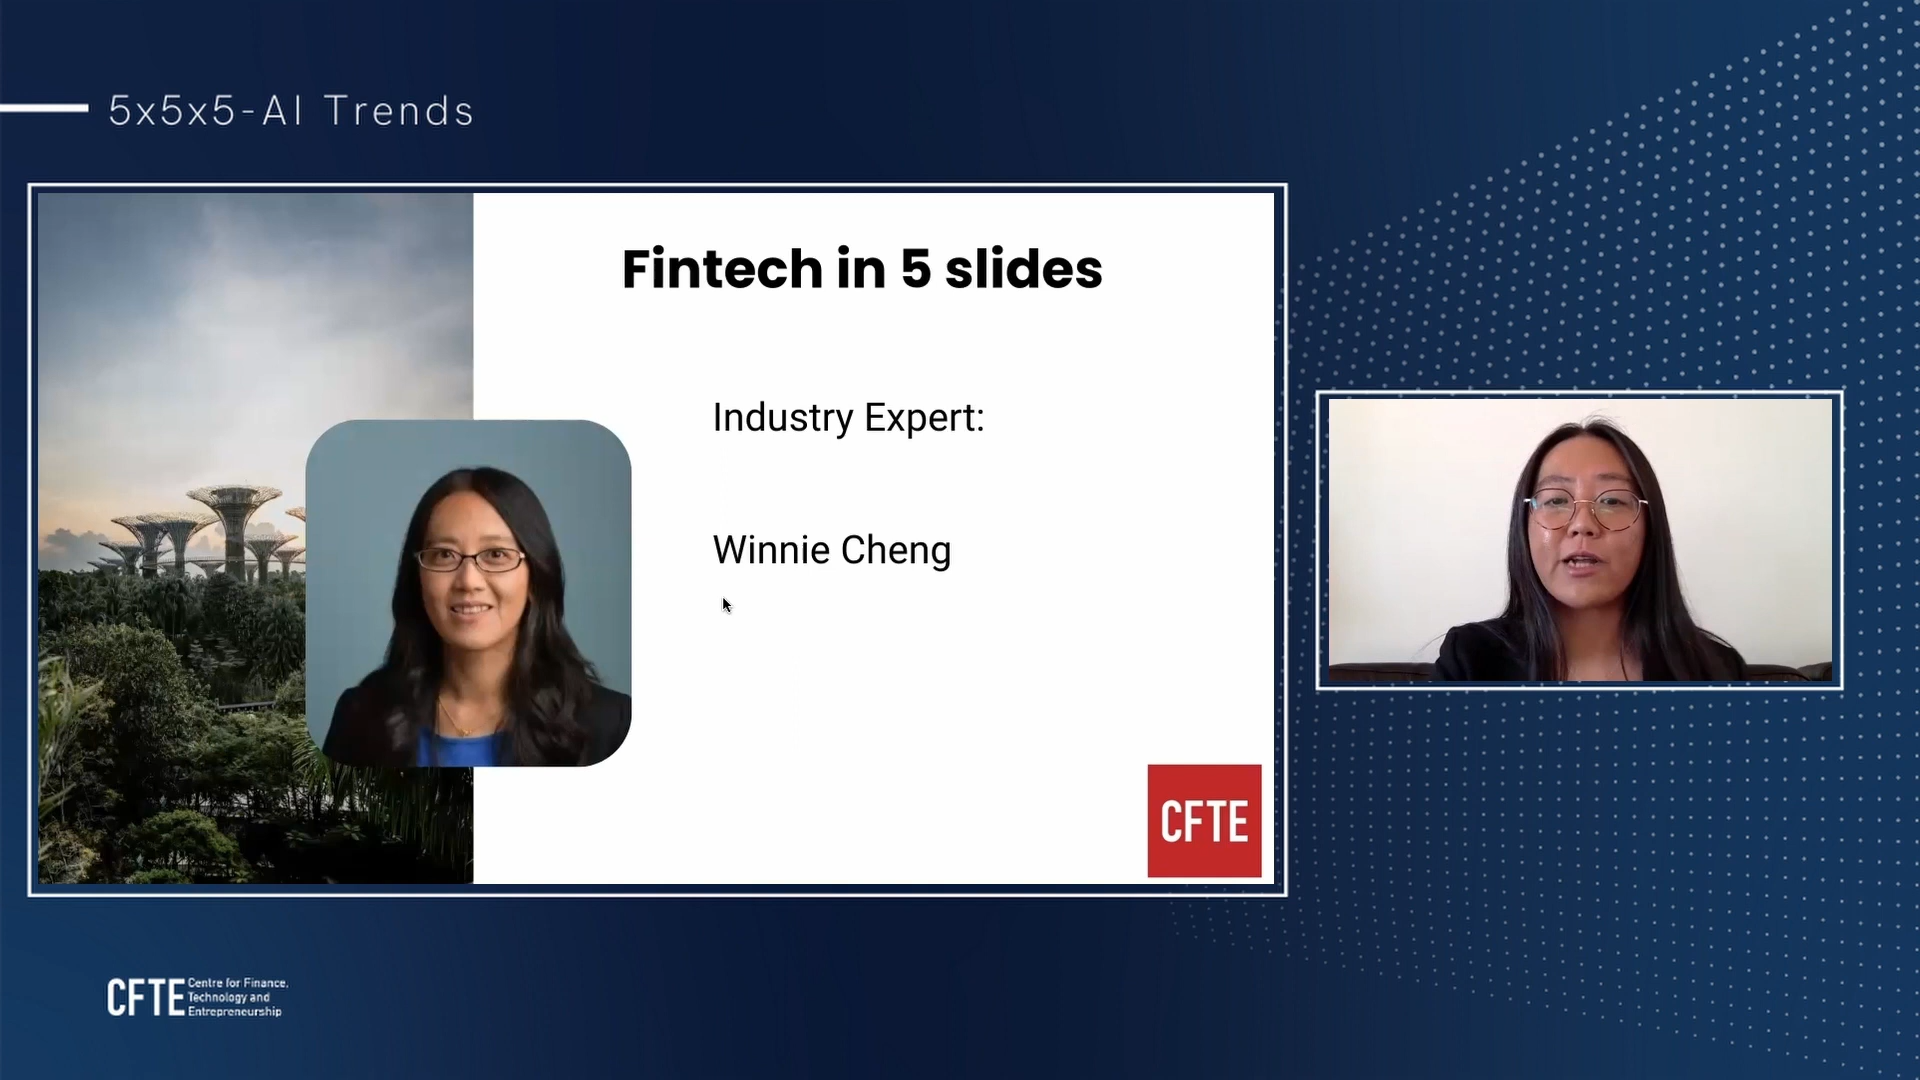 5x5x5-AI Trends
Fintech in 5 slides
Industry Expert:
Winnie Cheng
CFTE
CFTE
Centre for Finance,
Technology and
Entrepreneurship